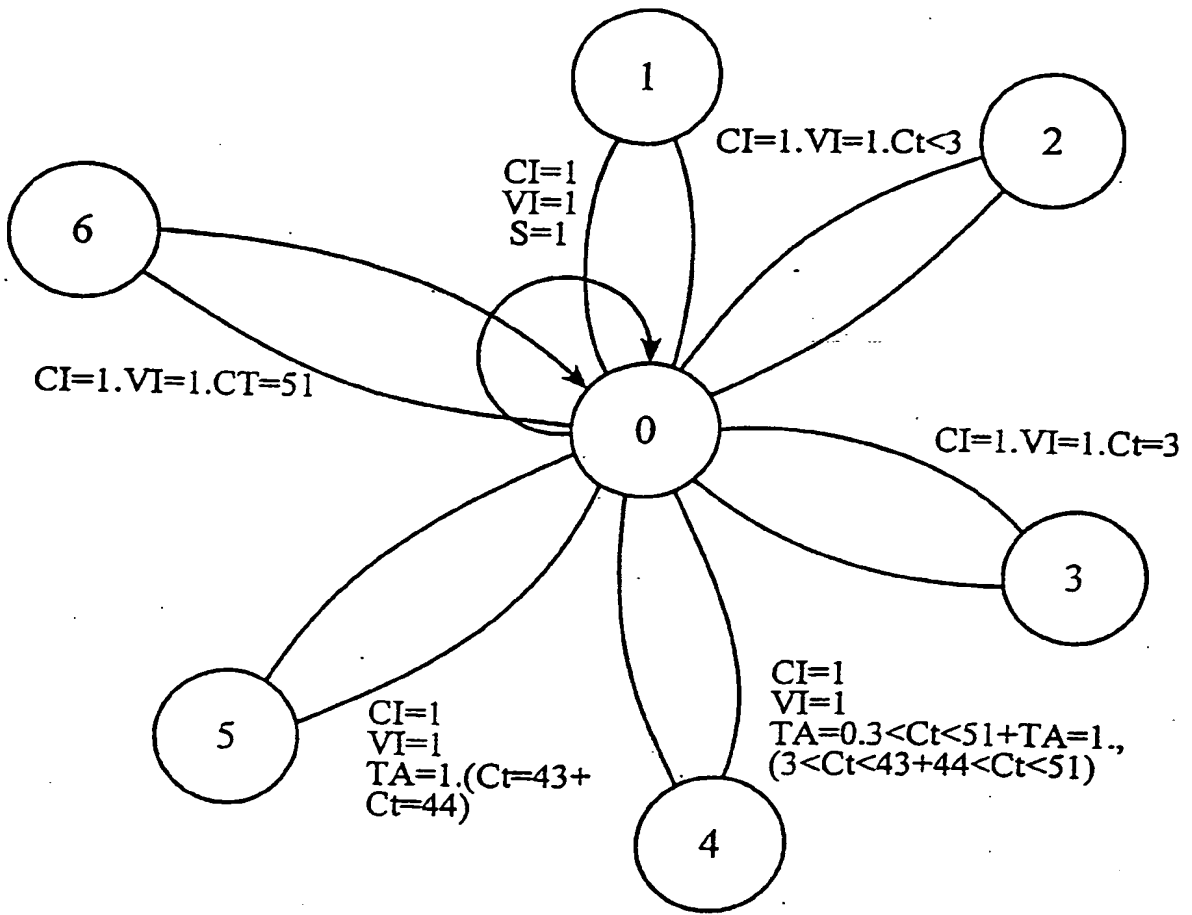 1
CI=1.VI=1.Ct<3
2
CI=1
VI=1
S=1
6
CI=1.VI=1.CT=51
0
CI=1.VI=1.Ct=3
3
CI=1
VI=1
TA=0.3<Ct<51+TA=1.,
(3<Ct<43+44<Ct<51)
5
CI=1
VI=1
TA=1.(Ct=43+
Ct=44)
4